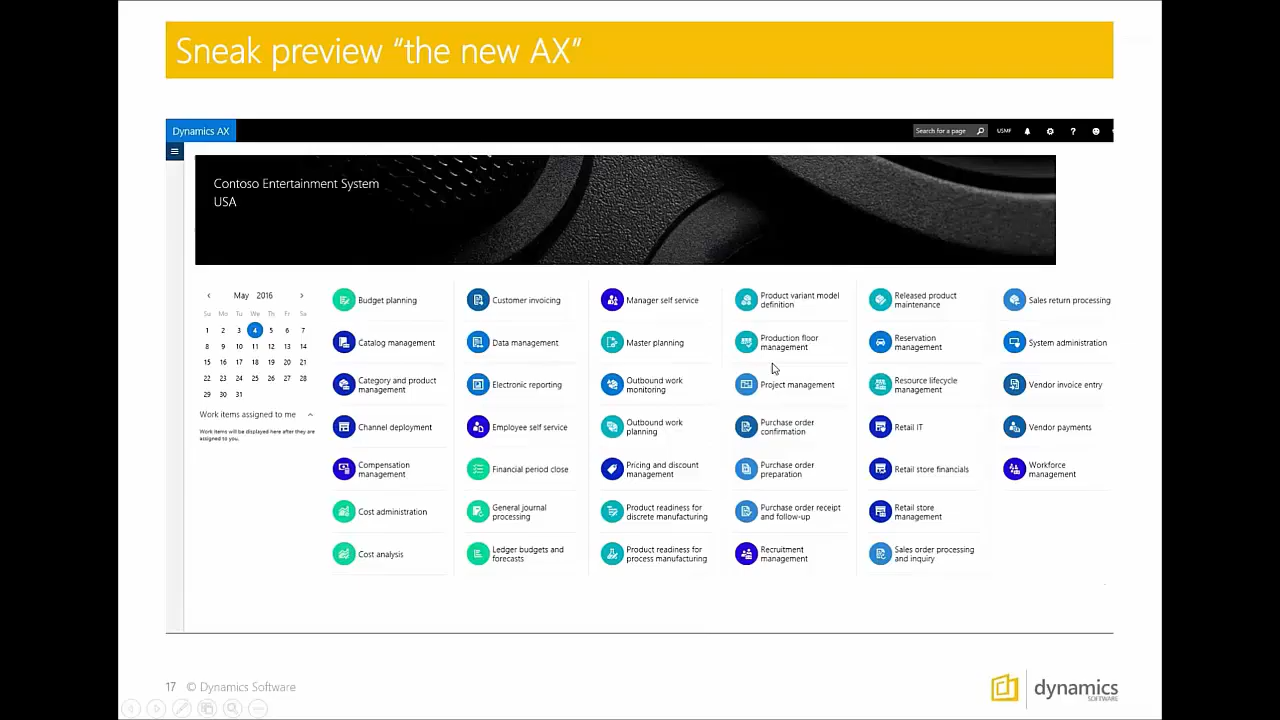 Sneak preview “the new AX”
Dynamics AX
Search for a page
USMF
?
Contoso Entertainment System
USA
May 2016
Su Mo Tu We Th Fr Sa
1 2 3 4 5 6 7
8 9 10 11 12 13 14
15 16 17 18 19 20 21
22 23 24 25 26 27 28
29 30 31
Work items assigned to me
Work items will be displayed here after they are
assigned to you.
Budget planning
Catalog management
Category and product
management
Channel deployment
Compensation
management
Cost administration
Cost analysis
Customer invoicing
Data management
Electronic reporting
Employee self service
Financial period close
General journal
processing
Ledger budgets and
forecasts
Manager self service
Master planning
Outbound work
monitoring
Outbound work
planning
Pricing and discount
management
Product readiness for
discrete manufacturing
Product readiness for
process manufacturing
Product variant model
definition
Production floor
management
Project management
Purchase order
confirmation
Purchase order
preparation
Purchase order receipt
and follow-up
Recruitment
management
Released product
maintenance
Reservation
management
Resource lifecycle
management
Retail IT
Retail store financials
Retail store
management
Sales order processing
and inquiry
Sales return processing
System administration
Vendor invoice entry
Vendor payments
Workforce
management
17 © Dynamics Software
dynamics
SOFTWARE